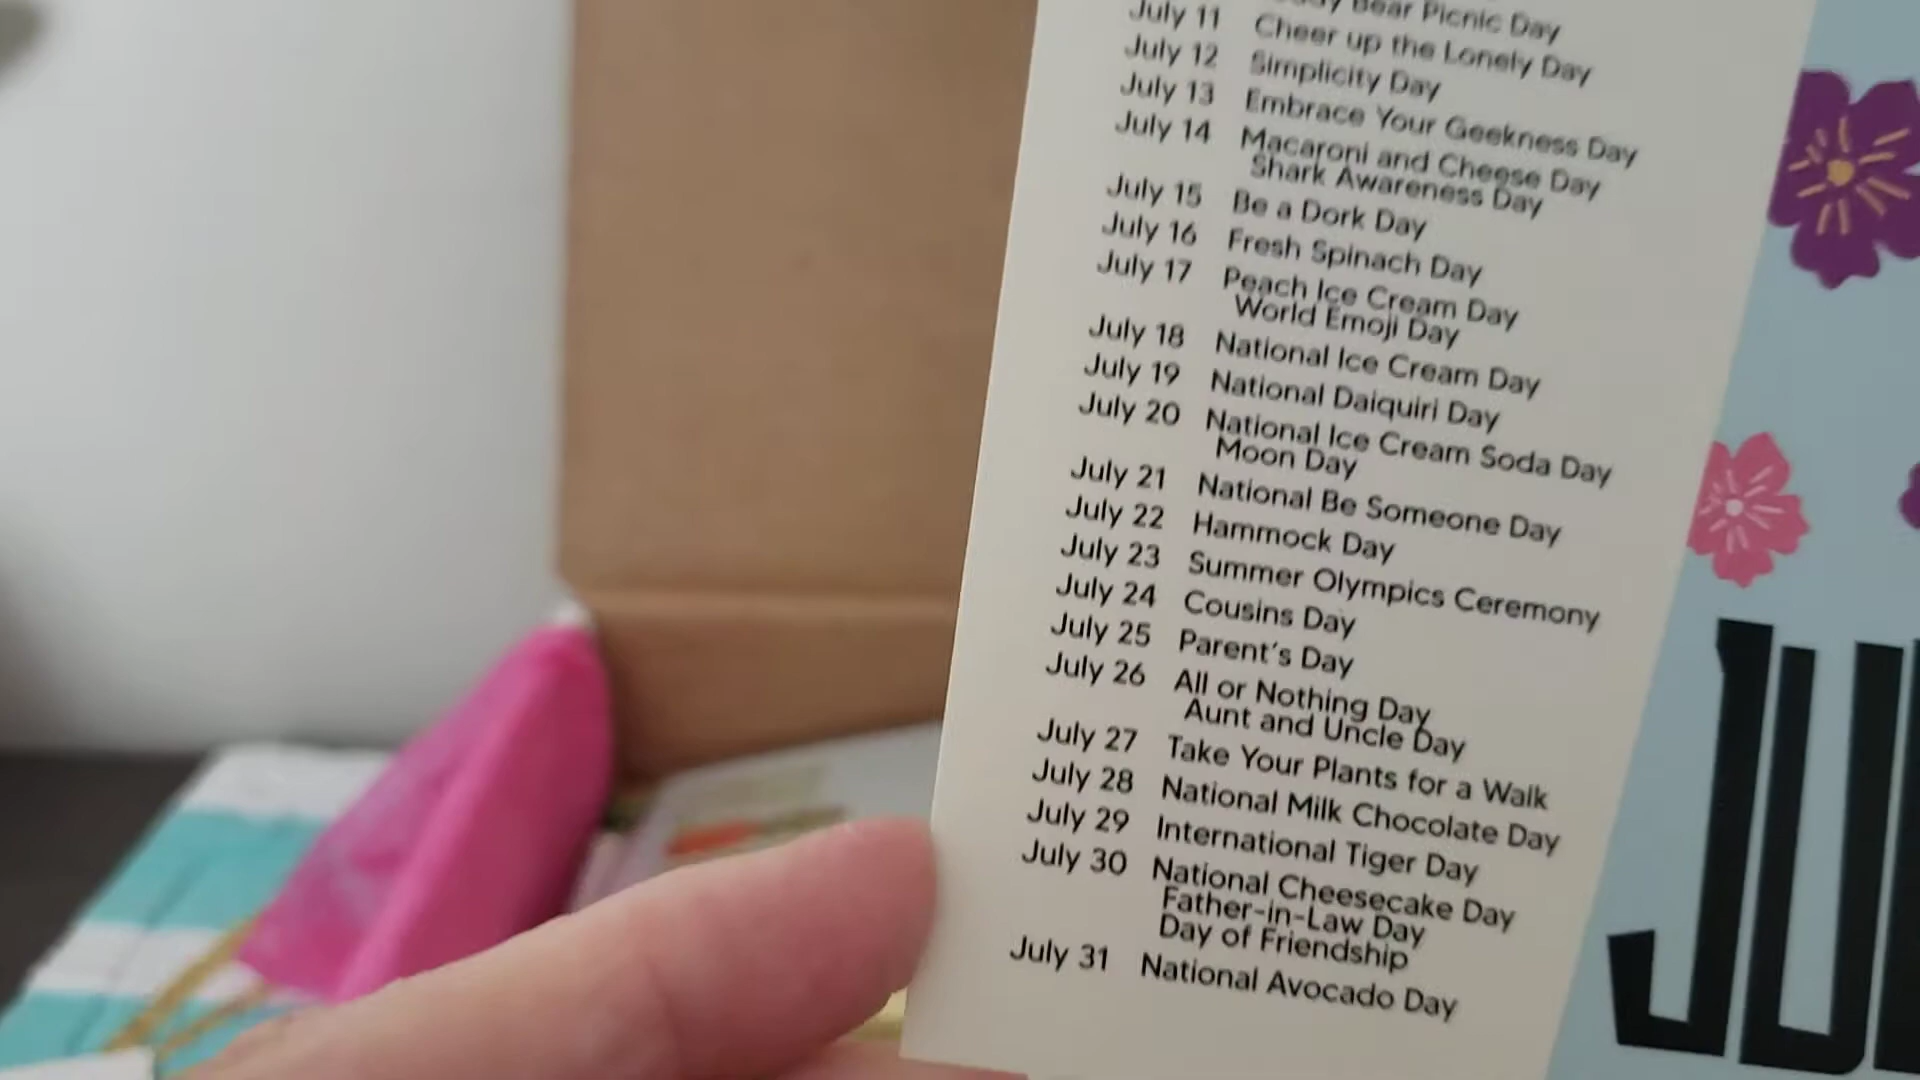 Bear Picnic Day
July 11 Cheer up the Lonely Day
July 12 Simplicity Day
July 13 Embrace Your Geekness Day
July 14 Macaroni and Cheese Day
Shark Awareness Day
July 15 Be a Dork Day
July 16 Fresh Spinach Day
July 17 Peach Ice Cream Day
World Emoji Day
July 18 National Ice Cream Day
July 19 National Daiquiri Day
July 20 National Ice Cream Soda Day
Moon Day
July 21 National Be Someone Day
July 22 Hammock Day
July 23 Summer Olympics Ceremony
July 24 Cousins Day
July 25 Parent's Day
July 26 All or Nothing Day
Aunt and Uncle Day
July 27 Take Your Plants for a Walk
July 28 National Milk Chocolate Day
July 29 International Tiger Day
July 30 National Cheesecake Day
Father-in-Law Day
Day of Friendship
July 31 National Avocado Day